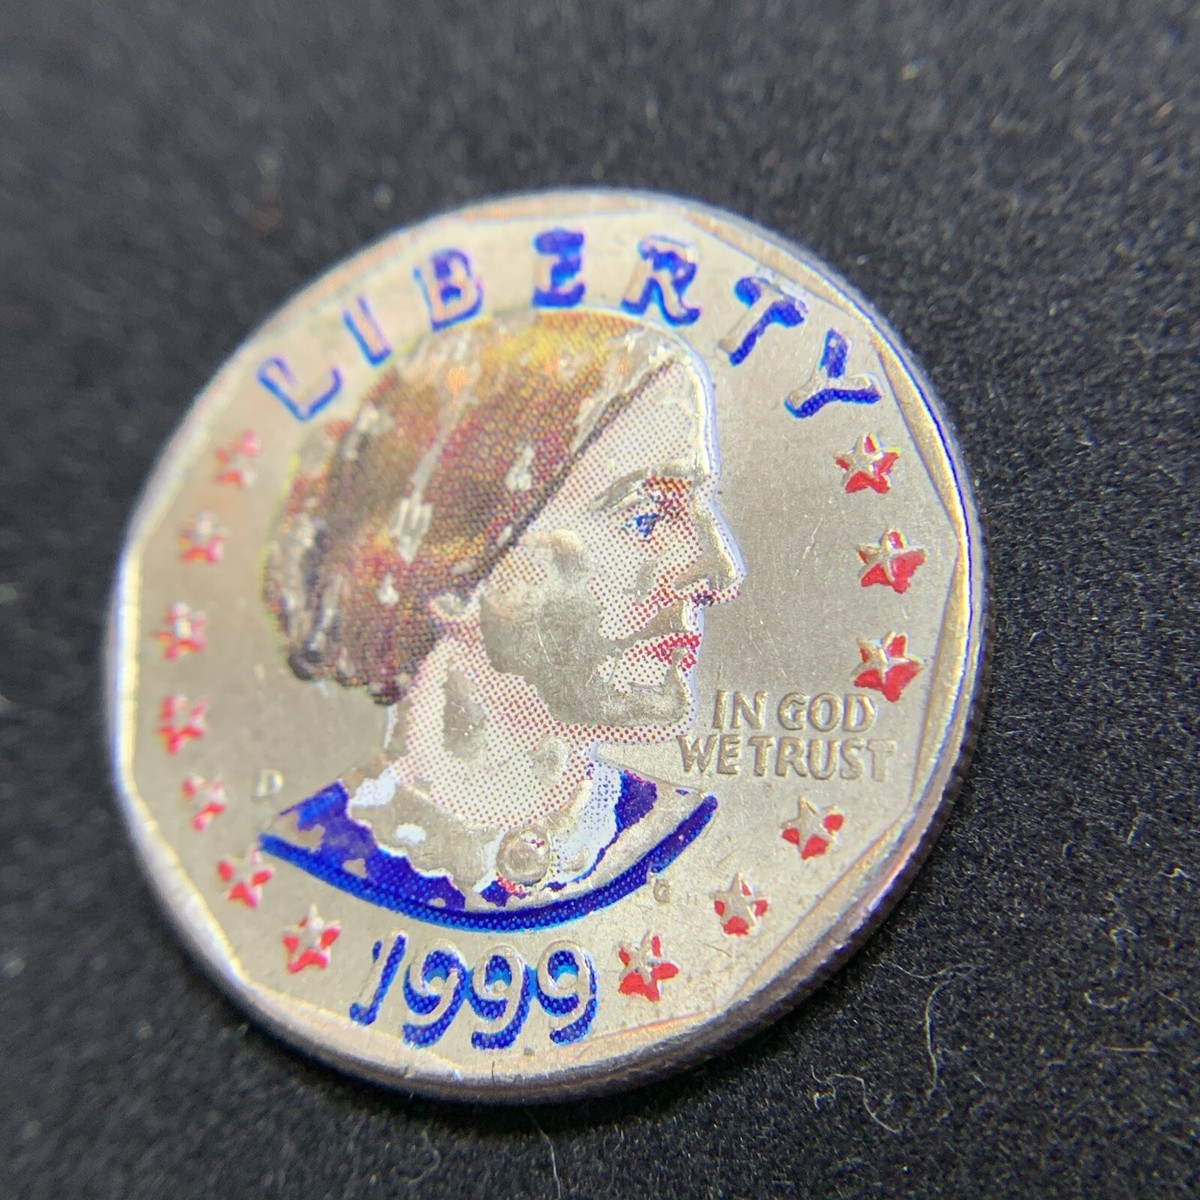 LIBERTY
IN GOD
WE TRUST
D
1999